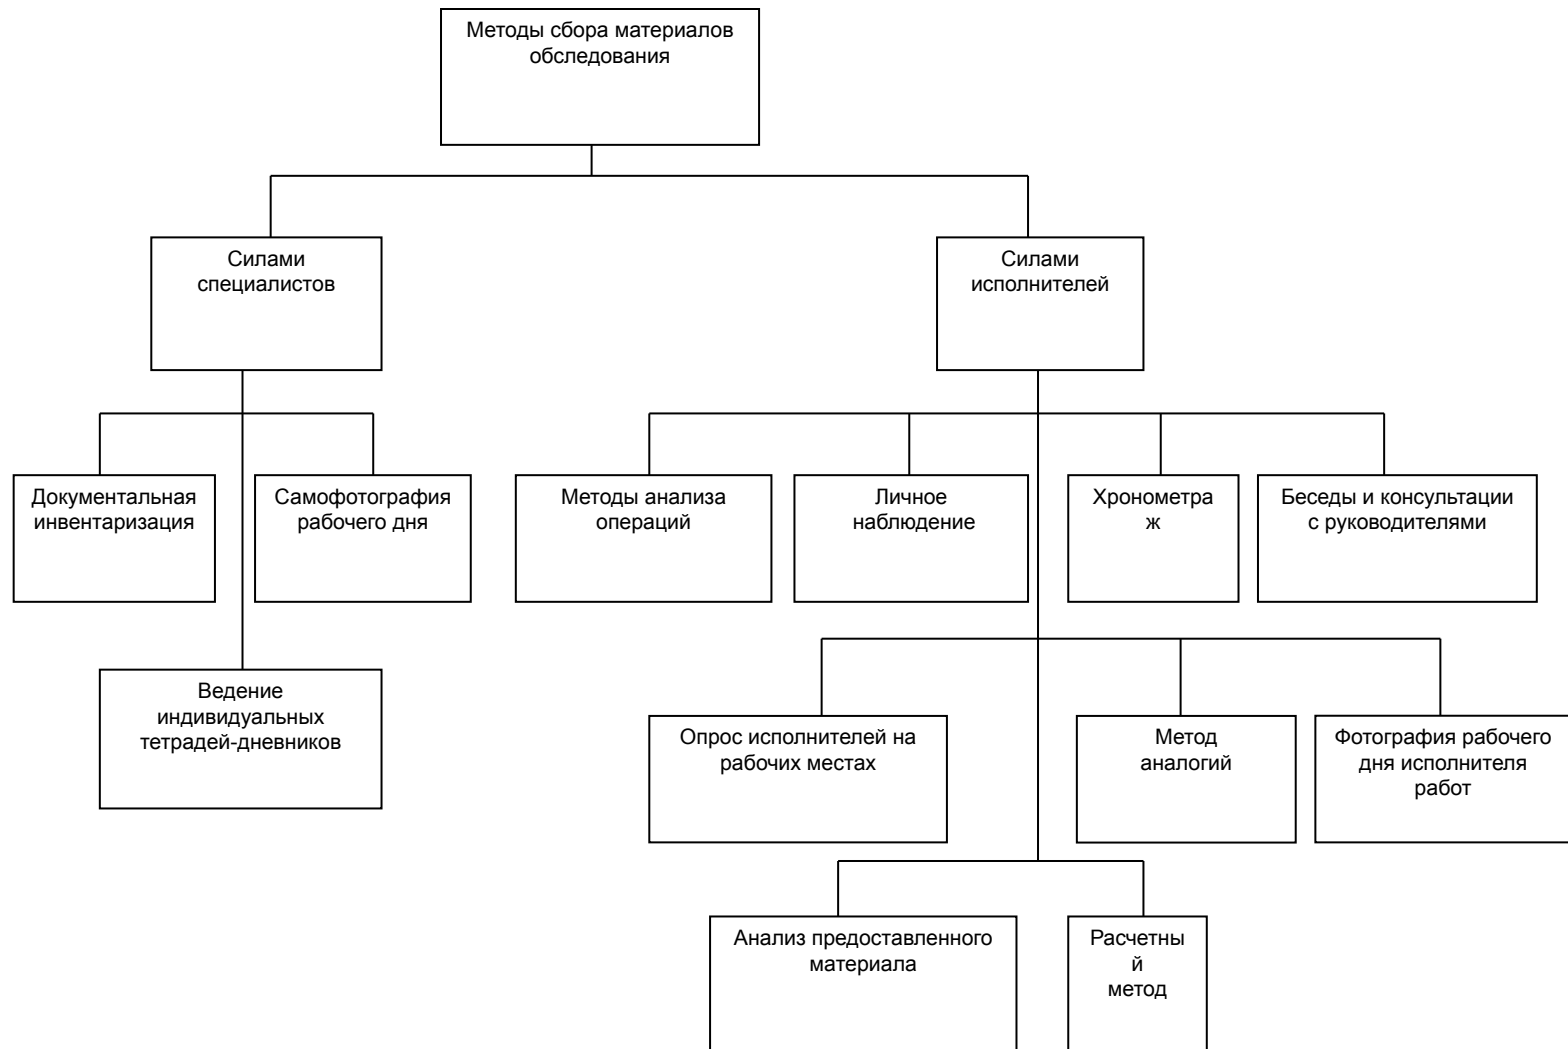 Методы сбора материалов
обследования
Силами
специалистов
Силами
исполнителей
Документальная
инвентаризация
Самофотография
рабочего дня
Методы анализа
операций
Личное
наблюдение
Хронометра
ж
Беседы и консультации
с руководителями
Ведение
индивидуальных
тетрадей-дневников
Опрос исполнителей на
рабочих местах
Метод
аналогий
Фотография рабочего
дня исполнителя
работ
Анализ предоставленного
материала
Расчетны
й
метод